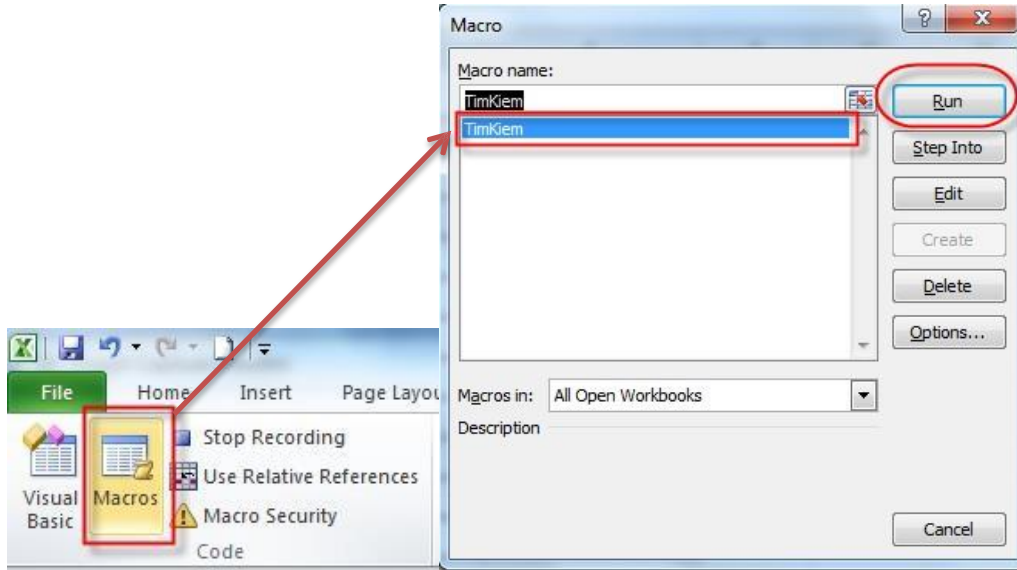 Macro
Macro name:
TimKiem
TimKiem
Run
Step Into
Edit
Create
Delete
Options...
Macros in: All Open Workbooks
Description
Cancel
File Home Insert Page Layou
Visual Basic
Macros
Stop Recording
Use Relative References
Macro Security
Code